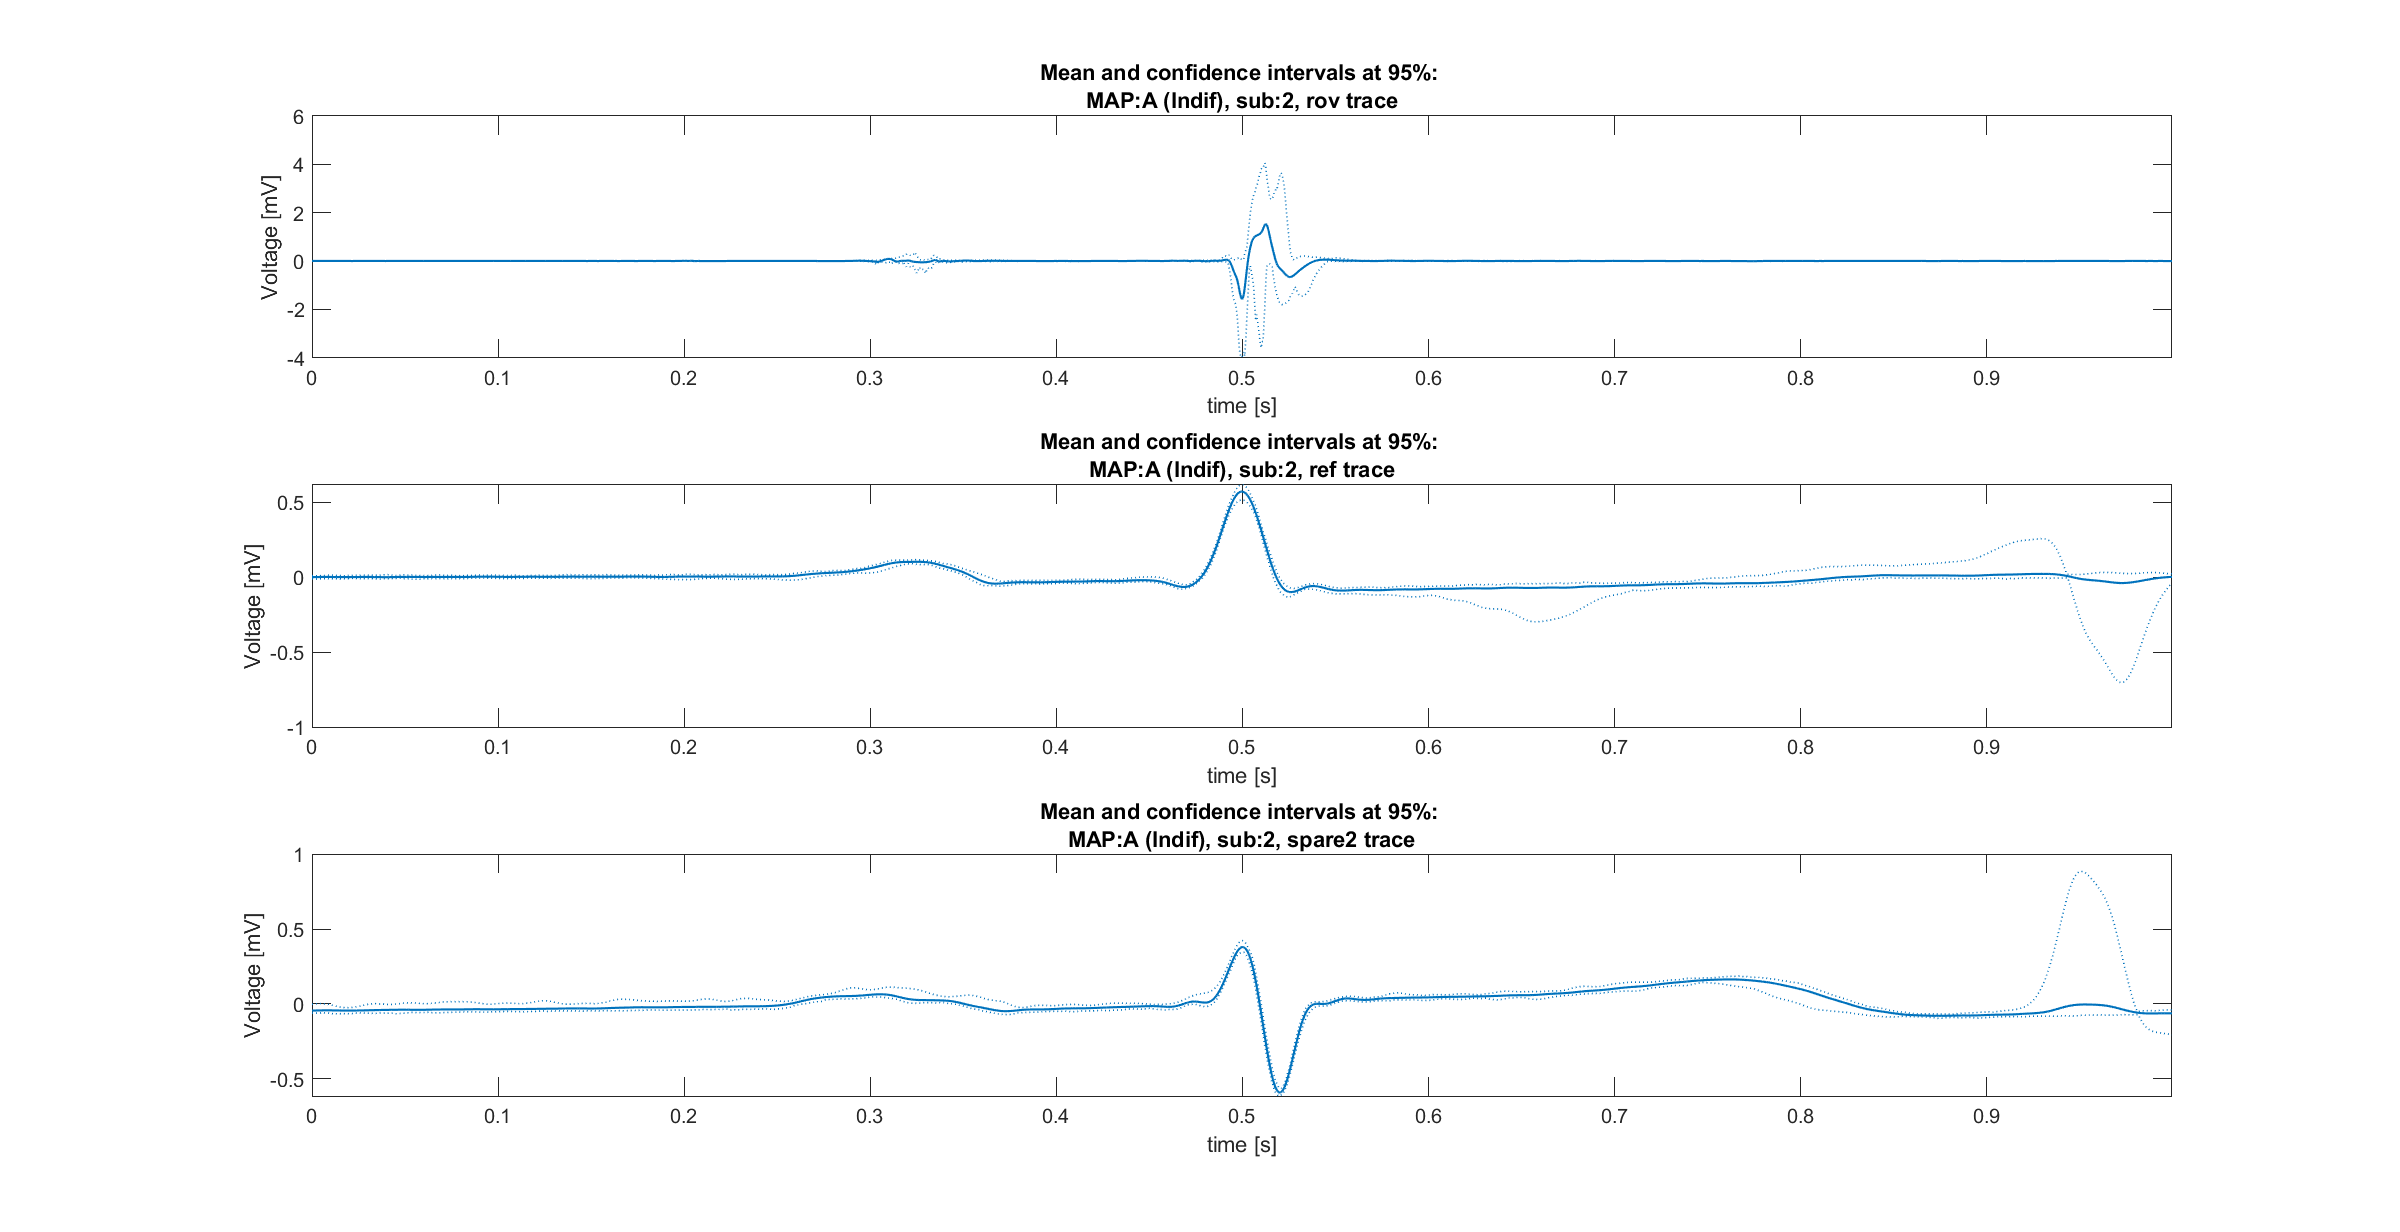 Mean and confidence intervals at 95%:
MAP:A (Indif), sub:2, rov trace
6
4
2
0
-2
-4
Voltage [mV]
0 0.1 0.2 0.3 0.4 0.5 0.6 0.7 0.8 0.9
time [s]
Mean and confidence intervals at 95%:
MAP:A (Indif), sub:2, ref trace
0.5
0
-0.5
-1
Voltage [mV]
0 0.1 0.2 0.3 0.4 0.5 0.6 0.7 0.8 0.9
time [s]
Mean and confidence intervals at 95%:
MAP:A (Indif), sub:2, spare2 trace
1
0.5
0
-0.5
Voltage [mV]
0 0.1 0.2 0.3 0.4 0.5 0.6 0.7 0.8 0.9
time [s]